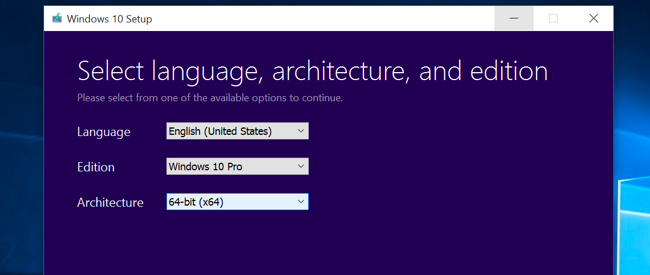 Windows 10 Setup
Select language, architecture, and edition
Please select from one of the available options to continue.
Language English (United States)
Edition Windows 10 Pro
Architecture 64-bit (x64)